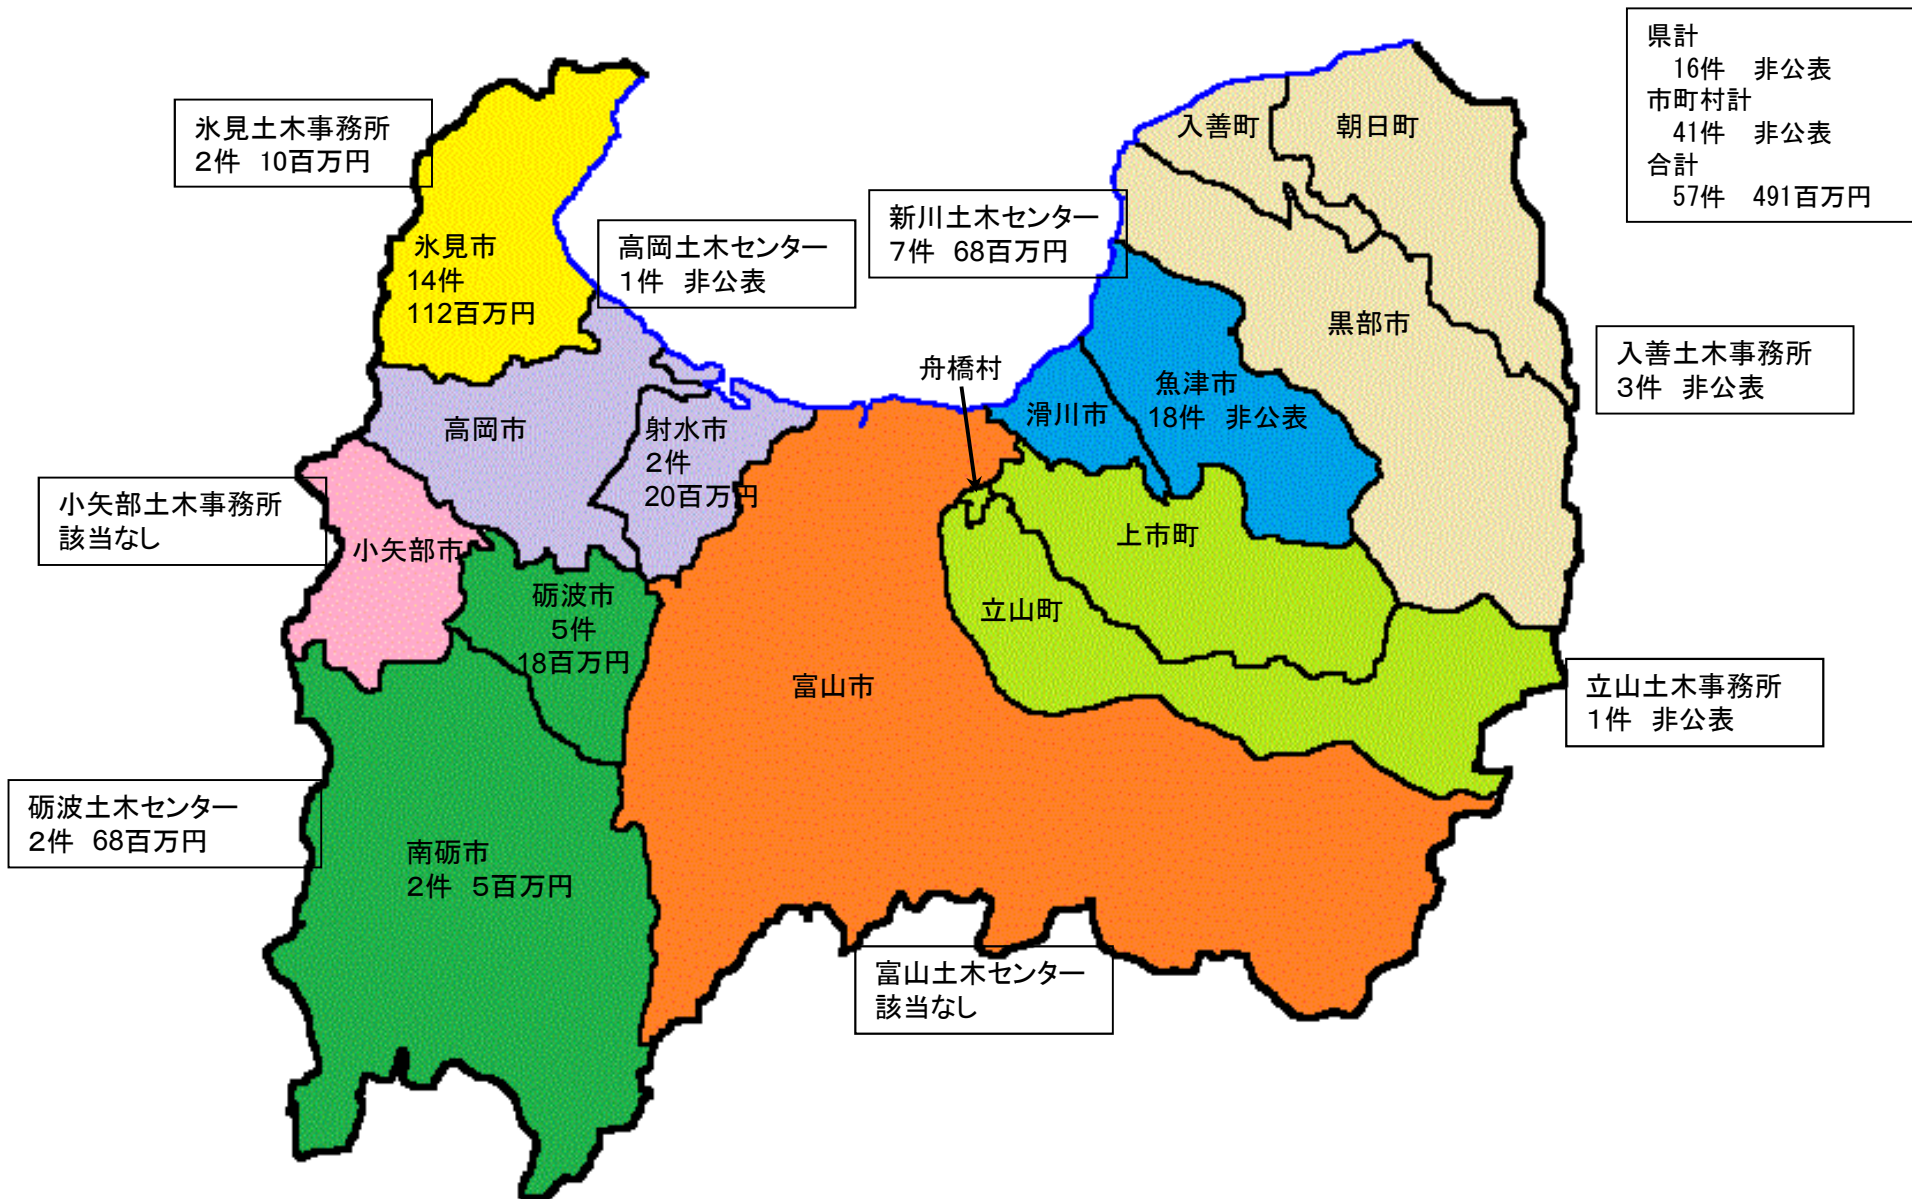 県計
16件　非公表
市町村計
41件　非公表
合計
57件　491百万円
氷見土木事務所
２件　10百万円
氷見市
14件
112百万円
高岡土木センター
１件　非公表
新川土木センター
７件　68百万円
入善町
朝日町
黒部市
入善土木事務所
３件　非公表
舟橋村
滑川市
魚津市
18件　非公表
高岡市
射水市
２件
20百万円
小矢部土木事務所
該当なし
小矢部市
砺波市
５件
18百万円
上市町
立山町
富山市
立山土木事務所
１件　非公表
砺波土木センター
２件　68百万円
南砺市
２件　５百万円
富山土木センター
該当なし